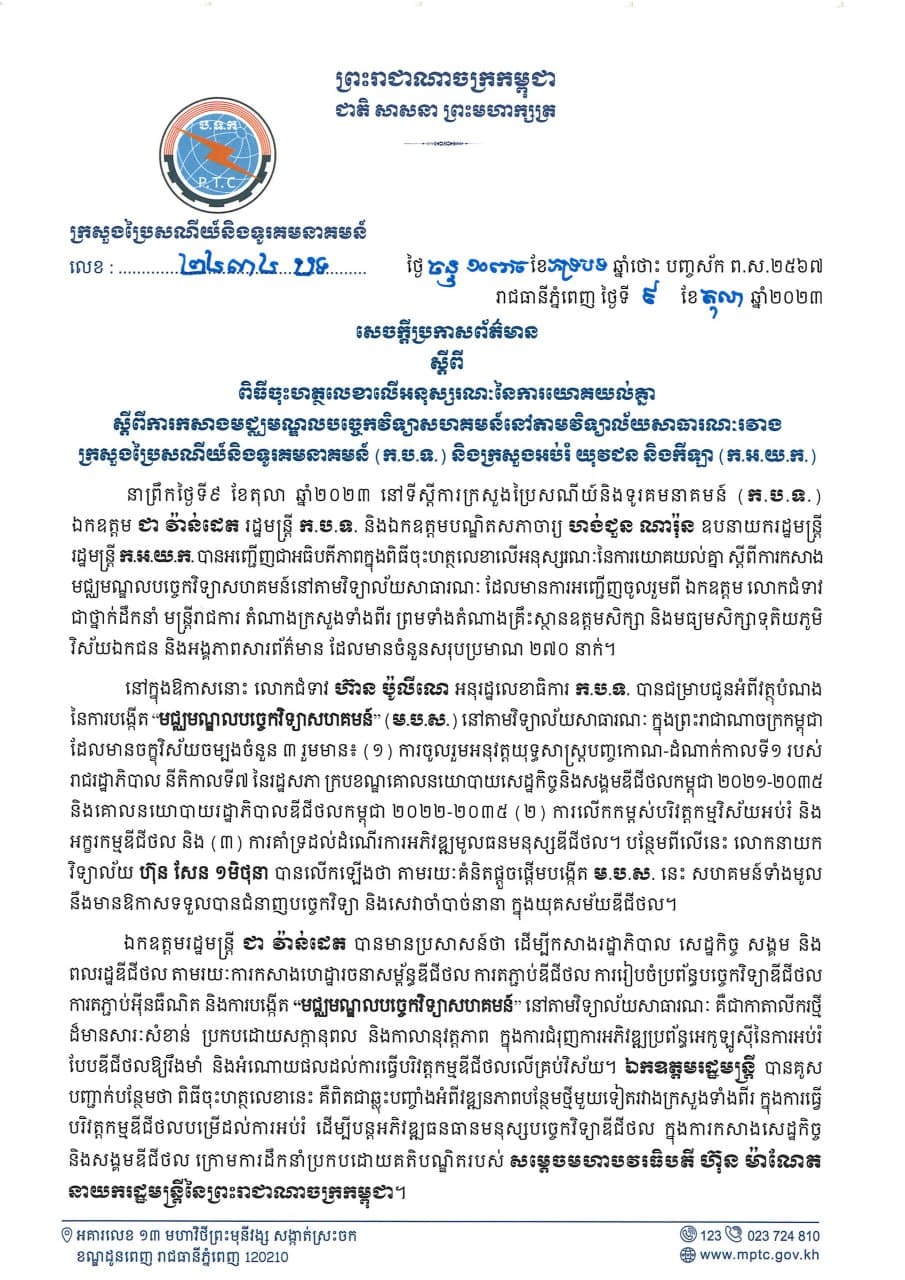 ព្រះរាជាណាចក្រកម្ពុជា
ជាតិ សាសនា ព្រះមហាក្សត្រ
ប.ទ.ក
P.T.C
ក្រសួងប្រៃសណីយ៍និងទូរគមនាគមន៍
លេខ : ........................ បទ.........
ថ្ងៃ ចន្ទ ១០រោច ខែភទ្របទ ឆ្នាំថោះ បញ្ចស័ក ព.ស.២៥៦៧
រាជធានីភ្នំពេញ ថ្ងៃទី ៩ ខែ តុលា ឆ្នាំ២០២៣
សេចក្តីប្រកាសព័ត៌មាន
ស្តីពី
ពិធីចុះហត្ថលេខាលើអនុស្សរណៈនៃការយោគយល់គ្នា
ស្តីពីការកសាងមជ្ឈមណ្ឌលបច្ចេកវិទ្យាសហគមន៍នៅតាមវិទ្យាល័យសាធារណៈរវាង
ក្រសួងប្រៃសណីយ៍និងទូរគមនាគមន៍ (ក.ប.ទ.) និងក្រសួងអប់រំ យុវជន និងកីឡា (ក.អ.យ.ក.)
នាព្រឹកថ្ងៃទី៩ ខែតុលា ឆ្នាំ២០២៣ នៅទីស្តីការក្រសួងប្រៃសណីយ៍និងទូរគមនាគមន៍ (ក.ប.ទ.)
ឯកឧត្តម ជា វ៉ាន់ដេត រដ្ឋមន្ត្រី ក.ប.ទ. និងឯកឧត្តមបណ្ឌិតសភាចារ្យ ហង់ជួន ណារ៉ុន ឧបនាយករដ្ឋមន្ត្រី
រដ្ឋមន្ត្រី ក.អ.យ.ក. បានអញ្ជើញជាអធិបតីភាពក្នុងពិធីចុះហត្ថលេខាលើអនុស្សរណៈនៃការយោគយល់គ្នា ស្តីពីការកសាង
មជ្ឈមណ្ឌលបច្ចេកវិទ្យាសហគមន៍នៅតាមវិទ្យាល័យសាធារណៈ ដែលមានការអញ្ជើញចូលរួមពី ឯកឧត្តម លោកជំទាវ
ជាថ្នាក់ដឹកនាំ មន្ត្រីរាជការ តំណាងក្រសួងទាំងពីរ ព្រមទាំងតំណាងគ្រឹះស្ថានឧត្តមសិក្សា និងមធ្យមសិក្សាទុតិយភូមិ
វិស័យឯកជន និងអង្គភាពសារព័ត៌មាន ដែលមានចំនួនសរុបប្រមាណ ២៧០ នាក់។
នៅក្នុងឱកាសនោះ លោកជំទាវ ហ៊ាន ប៉ូលីណេ អនុរដ្ឋលេខាធិការ ក.ប.ទ. បានជម្រាបជូនអំពីវត្ថុបំណង
នៃការបង្កើត “មជ្ឈមណ្ឌលបច្ចេកវិទ្យាសហគមន៍” (ម.ប.ស.) នៅតាមវិទ្យាល័យសាធារណៈ ក្នុងព្រះរាជាណាចក្រកម្ពុជា
ដែលមានចក្ខុវិស័យចម្បងចំនួន ៣ រួមមាន៖ (១) ការចូលរួមអនុវត្តយុទ្ធសាស្ត្របញ្ចកោណ-ដំណាក់កាលទី១ របស់
រាជរដ្ឋាភិបាល នីតិកាលទី៧ នៃរដ្ឋសភា ក្របខណ្ឌគោលនយោបាយសេដ្ឋកិច្ចនិងសង្គមឌីជីថលកម្ពុជា ២០២១-២០៣៥
និងគោលនយោបាយរដ្ឋាភិបាលឌីជីថលកម្ពុជា ២០២២-២០៣៥ (២) ការលើកកម្ពស់បរិវត្តកម្មវិស័យអប់រំ និង
អក្ខរកម្មឌីជីថល និង (៣) ការគាំទ្រដល់ដំណើរការអភិវឌ្ឍមូលធនមនុស្សឌីជីថល។ បន្ថែមពីលើនេះ លោកនាយក
វិទ្យាល័យ ហ៊ុន សែន ១មិថុនា បានលើកឡើងថា តាមរយៈគំនិតផ្តួចផ្តើមបង្កើត ម.ប.ស. នេះ សហគមន៍ទាំងមូល
នឹងមានឱកាសទទួលបានជំនាញបច្ចេកវិទ្យា និងសេវាចាំបាច់នានា ក្នុងយុគសម័យឌីជីថល។
ឯកឧត្តមរដ្ឋមន្ត្រី ជា វ៉ាន់ដេត បានមានប្រសាសន៍ថា ដើម្បីកសាងរដ្ឋាភិបាល សេដ្ឋកិច្ច សង្គម និង
ពលរដ្ឋឌីជីថល តាមរយៈការកសាងហេដ្ឋារចនាសម្ព័ន្ធឌីជីថល ការតភ្ជាប់ឌីជីថល ការរៀបចំប្រព័ន្ធបច្ចេកវិទ្យាឌីជីថល
ការតភ្ជាប់អ៊ីនធឺណិត និងការបង្កើត “មជ្ឈមណ្ឌលបច្ចេកវិទ្យាសហគមន៍” នៅតាមវិទ្យាល័យសាធារណៈ គឺជាកាតាលីករថ្មី
ដ៏មានសារៈសំខាន់ ប្រកបដោយសក្តានុពល និងកាលានុវត្តភាព ក្នុងការជំរុញការអភិវឌ្ឍប្រព័ន្ធអេកូឡូស៊ីនៃការអប់រំ
បែបឌីជីថលឱ្យរឹងមាំ និងអំណោយផលដល់ការធ្វើបរិវត្តកម្មឌីជីថលលើគ្រប់វិស័យ។ ឯកឧត្តមរដ្ឋមន្ត្រី បានគូស
បញ្ជាក់បន្ថែមថា ពិធីចុះហត្ថលេខានេះ គឺពិតជាឆ្លុះបញ្ចាំងអំពីវឌ្ឍនភាពបន្ថែមថ្មីមួយទៀតរវាងក្រសួងទាំងពីរ ក្នុងការធ្វើ
បរិវត្តកម្មឌីជីថលបម្រើដល់ការអប់រំ ដើម្បីបន្តអភិវឌ្ឍធនធានមនុស្សបច្ចេកវិទ្យាឌីជីថល ក្នុងការកសាងសេដ្ឋកិច្ច
និងសង្គមឌីជីថល ក្រោមការដឹកនាំប្រកបដោយគតិបណ្ឌិតរបស់ សម្តេចមហាបវរធិបតី ហ៊ុន ម៉ាណែត
នាយករដ្ឋមន្ត្រីនៃព្រះរាជាណាចក្រកម្ពុជា។
អគារលេខ ១៣ មហាវិថីព្រះមុនីវង្ស សង្កាត់ស្រះចក
ខណ្ឌដូនពេញ រាជធានីភ្នំពេញ 120210
123 023 724 810
www.mptc.gov.kh